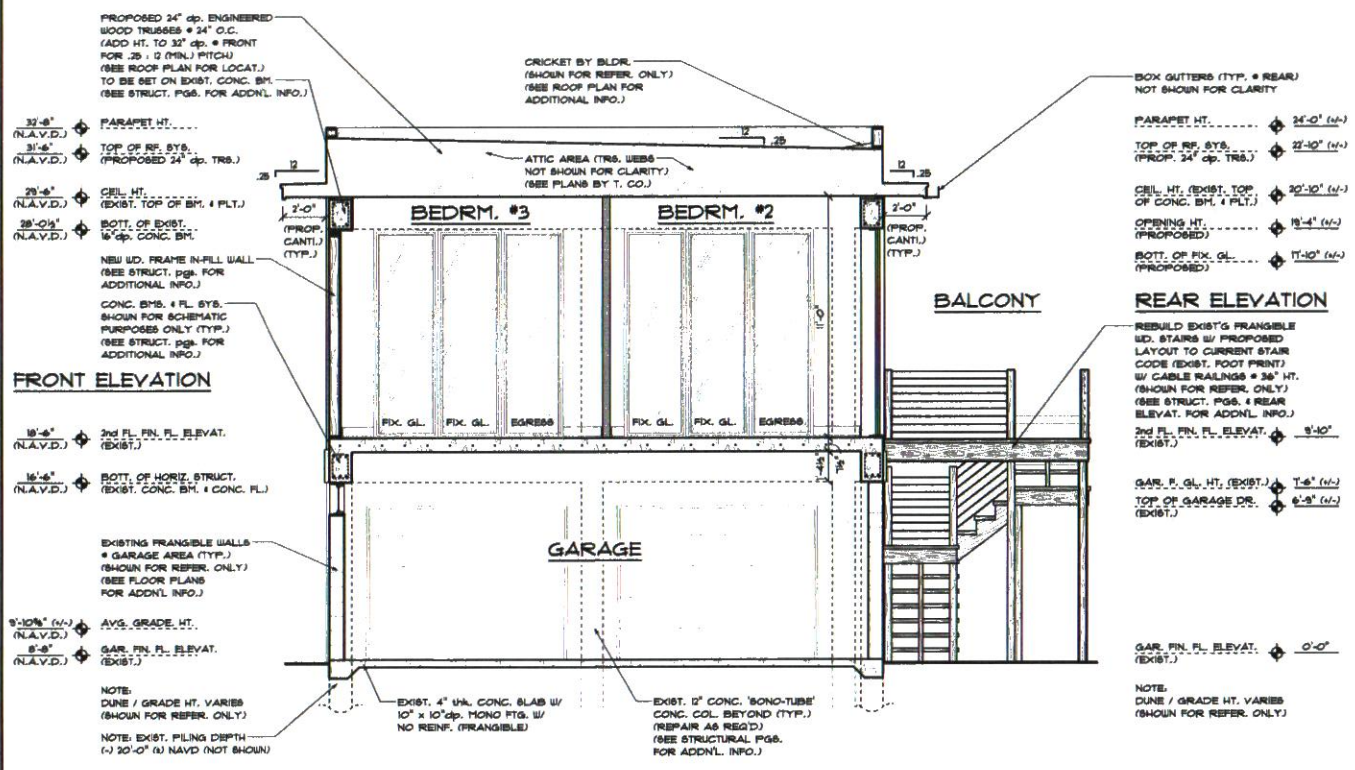 PROPOSED 24" dp. ENGINEERED
WOOD TRUSSES @ 24" O.C.
(ADD HT. TO 32" dp. @ FRONT
FOR .25 : 12 (MIN.) PITCH)
(SEE ROOF PLAN FOR LOCAT.)
TO BE SET ON EXIST. CONC. BM.
(SEE STRUCT. PGS. FOR ADDN'L. INFO.)
32'-8"
(N.A.V.D.)
PARAPET HT.
31'-6"
(N.A.V.D.)
TOP OF RF. SYS.
(PROPOSED 24" dp. TRS.)
29'-6"
(N.A.V.D.)
CEIL. HT.
(EXIST. TOP OF BM. & PLT.)
28'-0½"
(N.A.V.D.)
BOTT. OF EXIST.
16"dp. CONC. BM.
NEW WD. FRAME IN-FILL WALL
(SEE STRUCT. pgs. FOR
ADDITIONAL INFO.)
CONC. BMS. & FL. SYS.
SHOWN FOR SCHEMATIC
PURPOSES ONLY (TYP.)
(SEE STRUCT. pgs. FOR
ADDITIONAL INFO.)
FRONT ELEVATION
18'-6"
(N.A.V.D.)
2nd FL. FIN. FL. ELEVAT.
(EXIST.)
16'-6"
(N.A.V.D.)
BOTT. OF HORIZ. STRUCT.
(EXIST. CONC. BM. & CONC. FL.)
EXISTING FRANGIBLE WALLS
@ GARAGE AREA (TYP.)
(SHOWN FOR REFER. ONLY)
(SEE FLOOR PLANS
FOR ADDN'L INFO.)
(+/-)
(N.A.V.D.)
AVG. GRADE. HT.
8'-8"
(N.A.V.D.)
GAR. FIN. FL. ELEVAT.
(EXIST.)
NOTE:
DUNE / GRADE HT. VARIES
(SHOWN FOR REFER. ONLY)
NOTE: EXIST. PILING DEPTH
(-) 20'-0" NAVD (NOT SHOWN)
CRICKET BY BLDR.
(SHOWN FOR REFER. ONLY)
(SEE ROOF PLAN FOR
ADDITIONAL INFO.)
12
.25
12
.25
12
.25
ATTIC AREA (TRS. WEBS
NOT SHOWN FOR CLARITY)
(SEE PLANS BY T. CO.)
2'-0"
(PROP.
CANTI.)
(TYP.)
BEDRM. #3
BEDRM. #2
2'-0"
(PROP.
CANTI.)
(TYP.)
11'-0"
FIX. GL.
FIX. GL.
EGRESS
FIX. GL.
FIX. GL.
EGRESS
GARAGE
EXIST. 4" thk. CONC. SLAB W/
10" x 10"dp. MONO FTG. W/
NO REINF. (FRANGIBLE)
EXIST. 12" CONC. 'SONO-TUBE'
CONC. COL. BEYOND (TYP.)
(REPAIR AS REQ'D)
(SEE STRUCTURAL PGS.
FOR ADDN'L. INFO.)
BALCONY
BOX GUTTERS (TYP. @ REAR)
NOT SHOWN FOR CLARITY
PARAPET HT.
24'-0" (+/-)
TOP OF RF. SYS.
(PROP. 24" dp. TRS.)
22'-10" (+/-)
CEIL. HT. (EXIST. TOP
OF CONC. BM. & PLT.)
20'-10" (+/-)
OPENING HT.
(PROPOSED)
19'-4" (+/-)
BOTT. OF FIX. GL.
(PROPOSED)
17'-10" (+/-)
REAR ELEVATION
REBUILD EXIST'G FRANGIBLE
WD. STAIRS W/ PROPOSED
LAYOUT TO CURRENT STAIR
CODE (EXIST. FOOT PRINT)
W/ CABLE RAILINGS @ 36" HT.
(SHOWN FOR REFER. ONLY)
(SEE STRUCT. PGS. & REAR
ELEVAT. FOR ADDN'L. INFO.)
2nd FL. FIN. FL. ELEVAT.
(EXIST.)
9'-10"
GAR. F. GL. HT. (EXIST.)
7'-6" (+/-)
TOP OF GARAGE DR.
(EXIST.)
6'-9" (+/-)
GAR. FIN. FL. ELEVAT.
(EXIST.)
0'-0"
NOTE:
DUNE / GRADE HT. VARIES
(SHOWN FOR REFER. ONLY)